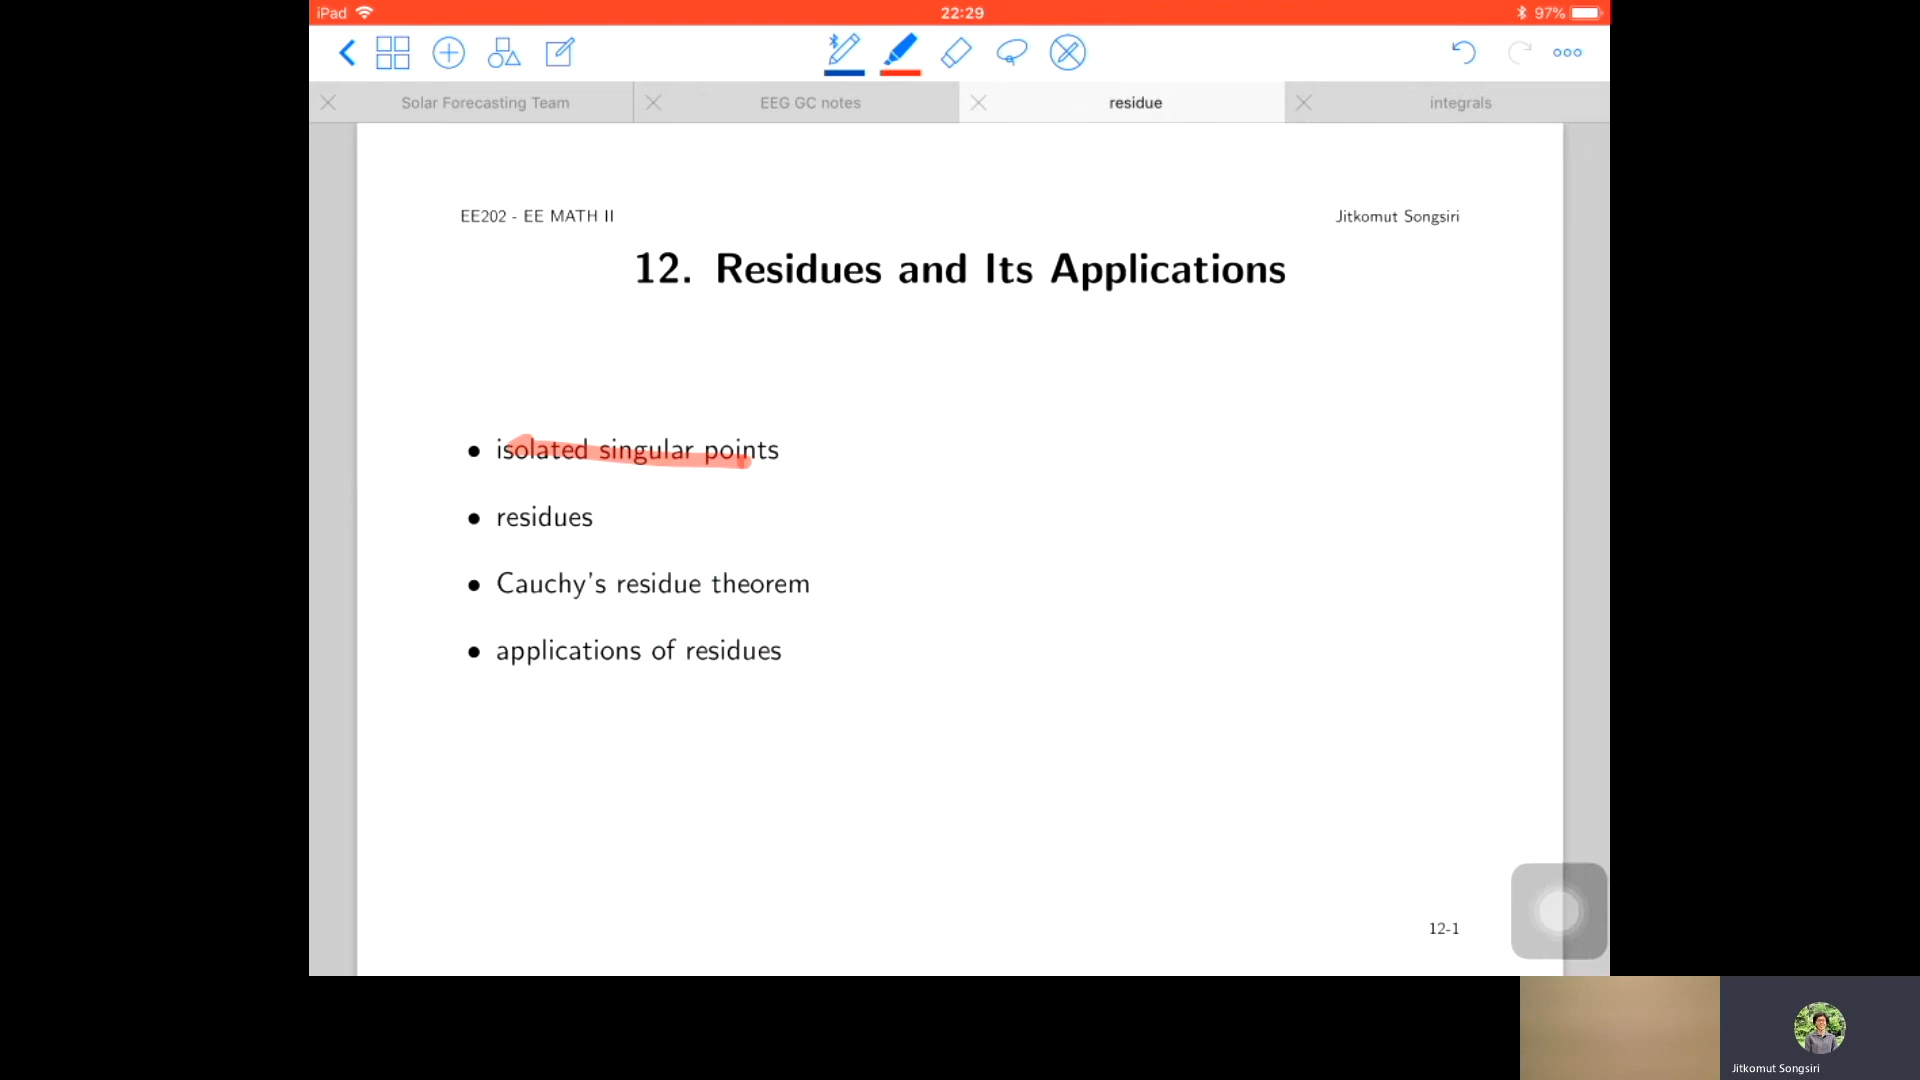 iPad 22:29 97%
Solar Forecasting Team EEG GC notes residue integrals
EE202 - EE MATH II Jitkomut Songsiri
12. Residues and Its Applications
• isolated singular points
• residues
• Cauchy's residue theorem
• applications of residues
12-1
Jitkomut Songsiri